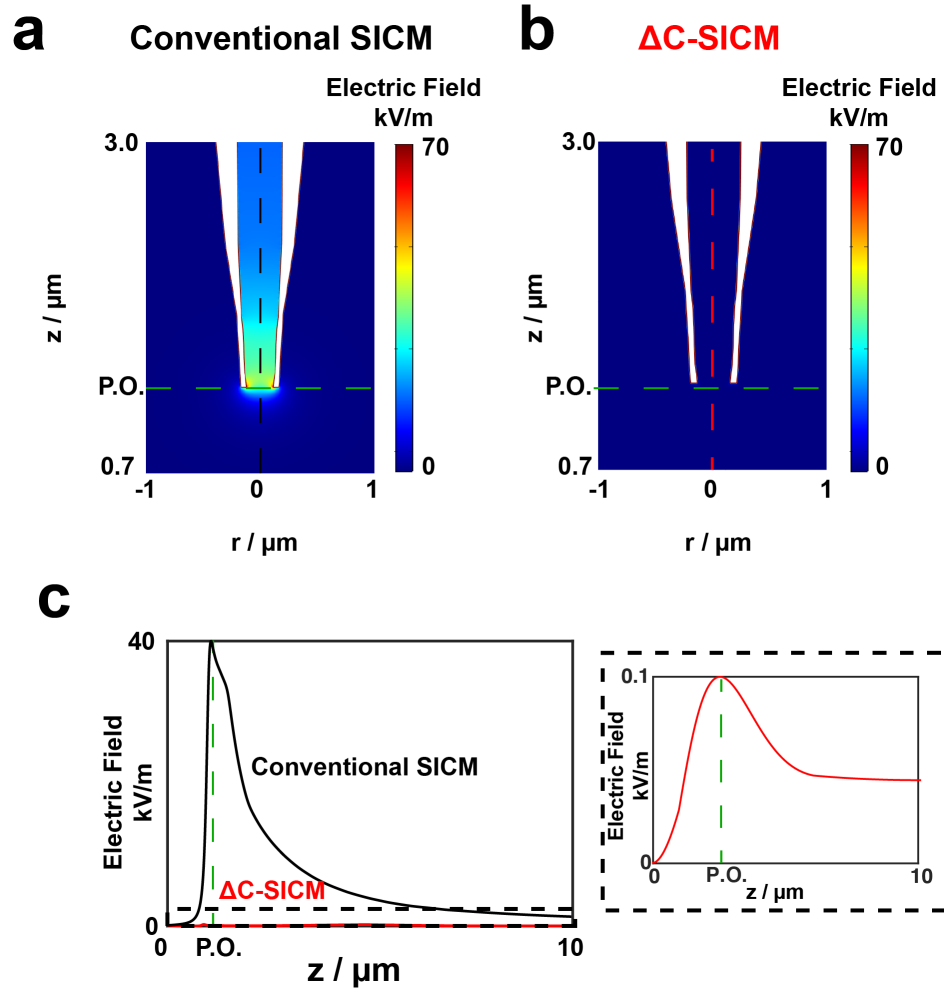 a
Conventional SICM
Electric Field
kV/m
3.0
70
z / μm
P.O.
0.7
0
-1
0
1
r / μm
b
ΔC-SICM
Electric Field
kV/m
3.0
70
z / μm
P.O.
0.7
0
-1
0
1
r / μm
c
40
Electric Field
kV/m
Conventional SICM
ΔC-SICM
0
0
P.O.
10
z / μm
0.1
Electric Field
kV/m
0
0
P.O.
10
z / μm